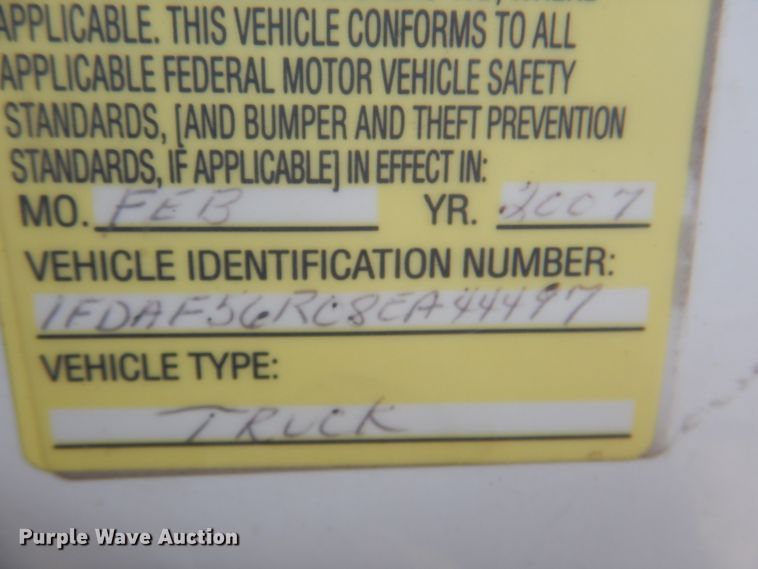 APPLICABLE. THIS VEHICLE CONFORMS TO ALL
APPLICABLE FEDERAL MOTOR VEHICLE SAFETY
STANDARDS, [AND BUMPER AND THEFT PREVENTION
STANDARDS, IF APPLICABLE] IN EFFECT IN:
MO. FEB YR. 2007
VEHICLE IDENTIFICATION NUMBER:
1FDAF56RC8EA44497
VEHICLE TYPE:
TRUCK
Purple Wave Auction